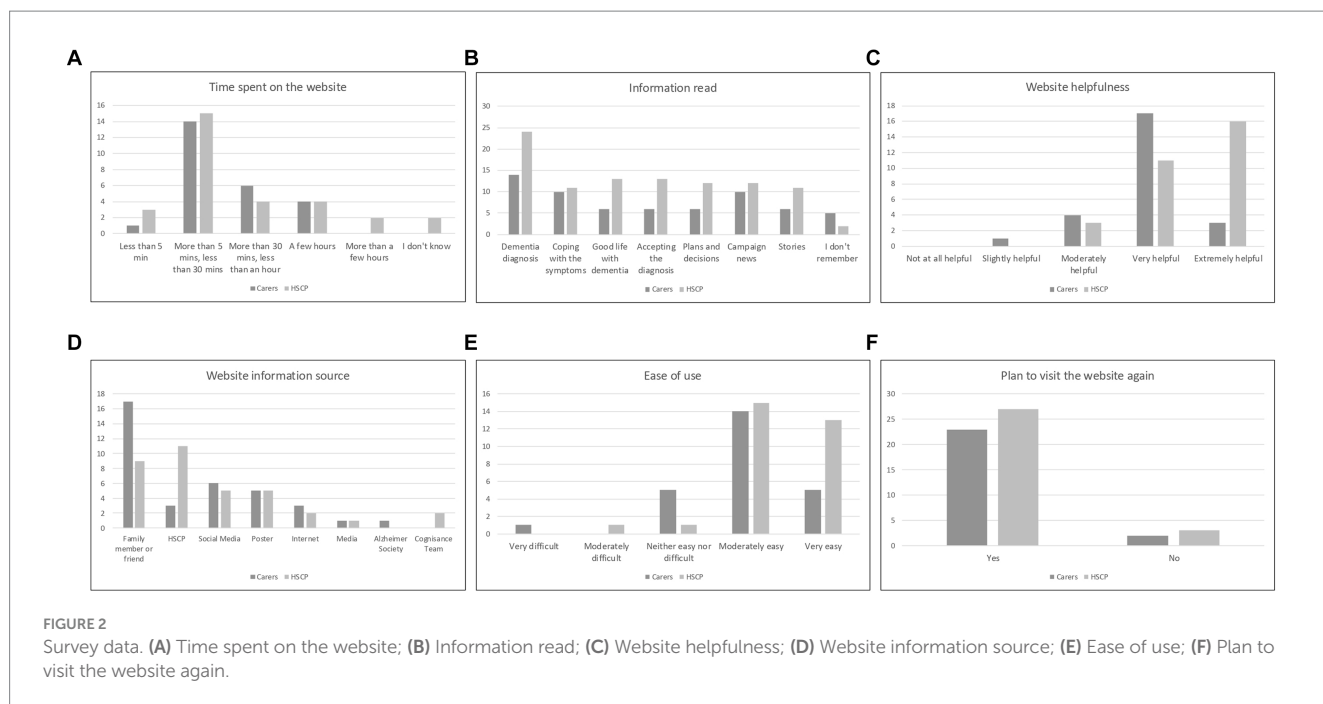 A
Time spent on the website
16
14
12
10
8
6
4
2
0
Less than 5
min
More than 5
mins, less
than 30 mins
More than 30
mins, less
than an hour
A few hours
More than a
few hours
I don't know
Carers HSCP
B
Information read
30
25
20
15
10
5
0
Dementia
diagnosis
Coping with
the
symptoms
Good life
with
dementia
Accepting
the
diagnosis
Plans and
decisions
Campaign
news
Stories
I don't
remember
Carers HSCP
C
Website helpfulness
18
16
14
12
10
8
6
4
2
0
Not at all helpful
Slightly helpful
Moderately
helpful
Very helpful
Extremely helpful
Carers HSCP
D
Website information source
18
16
14
12
10
8
6
4
2
0
Family
member or
friend
HSCP
Social Media
Poster
Internet
Media
Alzheimer
Society
Cognisance
Team
Carers HSCP
E
Ease of use
16
14
12
10
8
6
4
2
0
Very difficult
Moderately
difficult
Neither easy nor
difficult
Moderately easy
Very easy
Carers HSCP
F
Plan to visit the website again
30
25
20
15
10
5
0
Yes
No
Carers HSCP
FIGURE 2
Survey data. (A) Time spent on the website; (B) Information read; (C) Website helpfulness; (D) Website information source; (E) Ease of use; (F) Plan to
visit the website again.